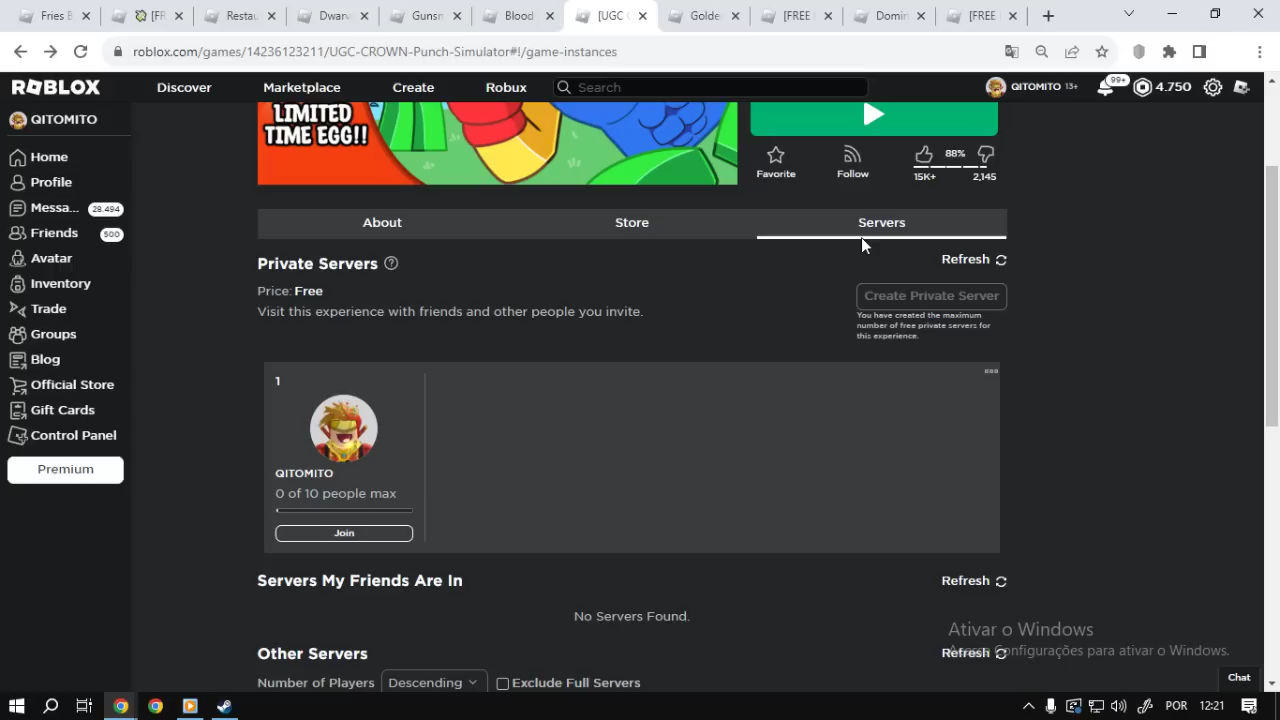 Fries B
[FR
Restau
Dwarv
Gunsm
Blood
[UGC
Golde
[FREE
Domin
[FREE
roblox.com/games/14236123211/UGC-CROWN-Punch-Simulator#!/game-instances
ROBLOX
Discover
Marketplace
Create
Robux
Search
QITOMITO 13+
99+
4.750
QITOMITO
Home
Profile
Messa... 28.494
Friends 500
Avatar
Inventory
Trade
Groups
Blog
Official Store
Gift Cards
Control Panel
Premium
LIMITED
TIME EGG!!
Favorite
Follow
88%
15K+
2,145
About
Store
Servers
Private Servers
Refresh
Price: Free
Visit this experience with friends and other people you invite.
Create Private Server
You have created the maximum
number of free private servers for
this experience.
1
QITOMITO
0 of 10 people max
Join
Servers My Friends Are In
Refresh
No Servers Found.
Other Servers
Refresh
Number of Players
Descending
Exclude Full Servers
Ativar o Windows
Configurações para ativar o Windows.
Chat
POR
12:21